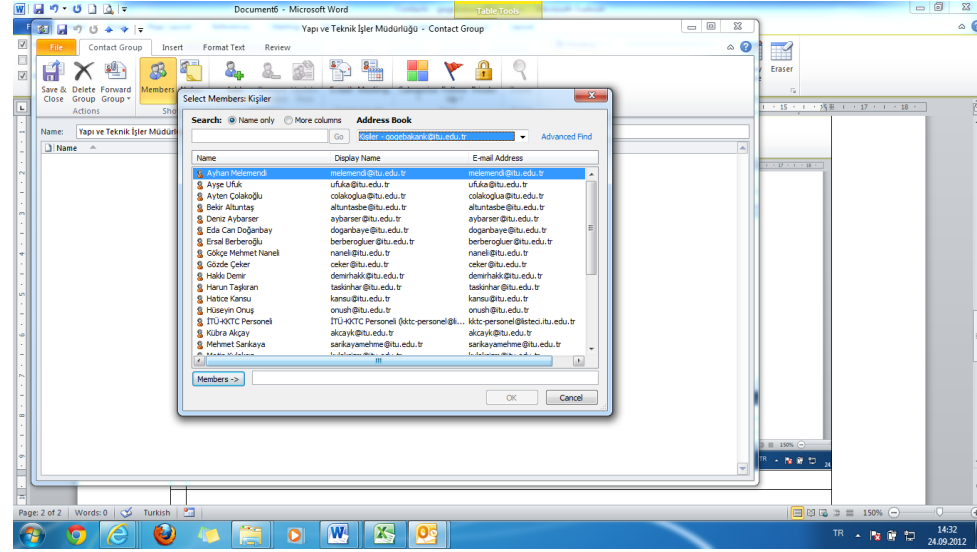 Document6 - Microsoft Word
Table Tools
Yapı ve Teknik İşler Müdürlüğü - Contact Group
File Contact Group Insert Format Text Review
Eraser
Save & Close
Delete Group
Forward Group
Members
Actions
Name: Yapı ve Teknik İşler Müdürl
Name
Select Members: Kişiler
Search: Name only More columns Address Book
Go Kişiler - gogebakank@itu.edu.tr Advanced Find
Name Display Name E-mail Address
Ayhan Melemendi melemendi@itu.edu.tr melemendi@itu.edu.tr
Ayşe Ufuk ufuka@itu.edu.tr ufuka@itu.edu.tr
Ayten Çolakoğlu colakoglua@itu.edu.tr colakoglua@itu.edu.tr
Bekir Altuntaş altuntasbe@itu.edu.tr altuntasbe@itu.edu.tr
Deniz Aybarser aybarser@itu.edu.tr aybarser@itu.edu.tr
Eda Can Doğanbay doganbaye@itu.edu.tr doganbaye@itu.edu.tr
Ersal Berberoğlu berberogluer@itu.edu.tr berberogluer@itu.edu.tr
Gökçe Mehmet Naneli naneli@itu.edu.tr naneli@itu.edu.tr
Gözde Çeker ceker@itu.edu.tr ceker@itu.edu.tr
Hakkı Demir demirhakk@itu.edu.tr demirhakk@itu.edu.tr
Harun Taşkıran taskinhar@itu.edu.tr taskinhar@itu.edu.tr
Hatice Kansu kansu@itu.edu.tr kansu@itu.edu.tr
Hüseyin Onuş onush@itu.edu.tr onush@itu.edu.tr
İTÜ-KKTC Personeli İTÜ-KKTC Personeli (kktc-personel@li... kktc-personel@listeci.itu.edu.tr
Kübra Akçay akcayk@itu.edu.tr akcayk@itu.edu.tr
Mehmet Sarıkaya sarikayamehme@itu.edu.tr sarikayamehme@itu.edu.tr
Members ->
OK Cancel
150%
Page: 2 of 2 Words: 0 Turkish 150%
TR 14:32
24.09.2012